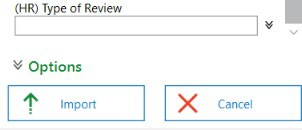 (HR) Type of Review
Options
Import
Cancel